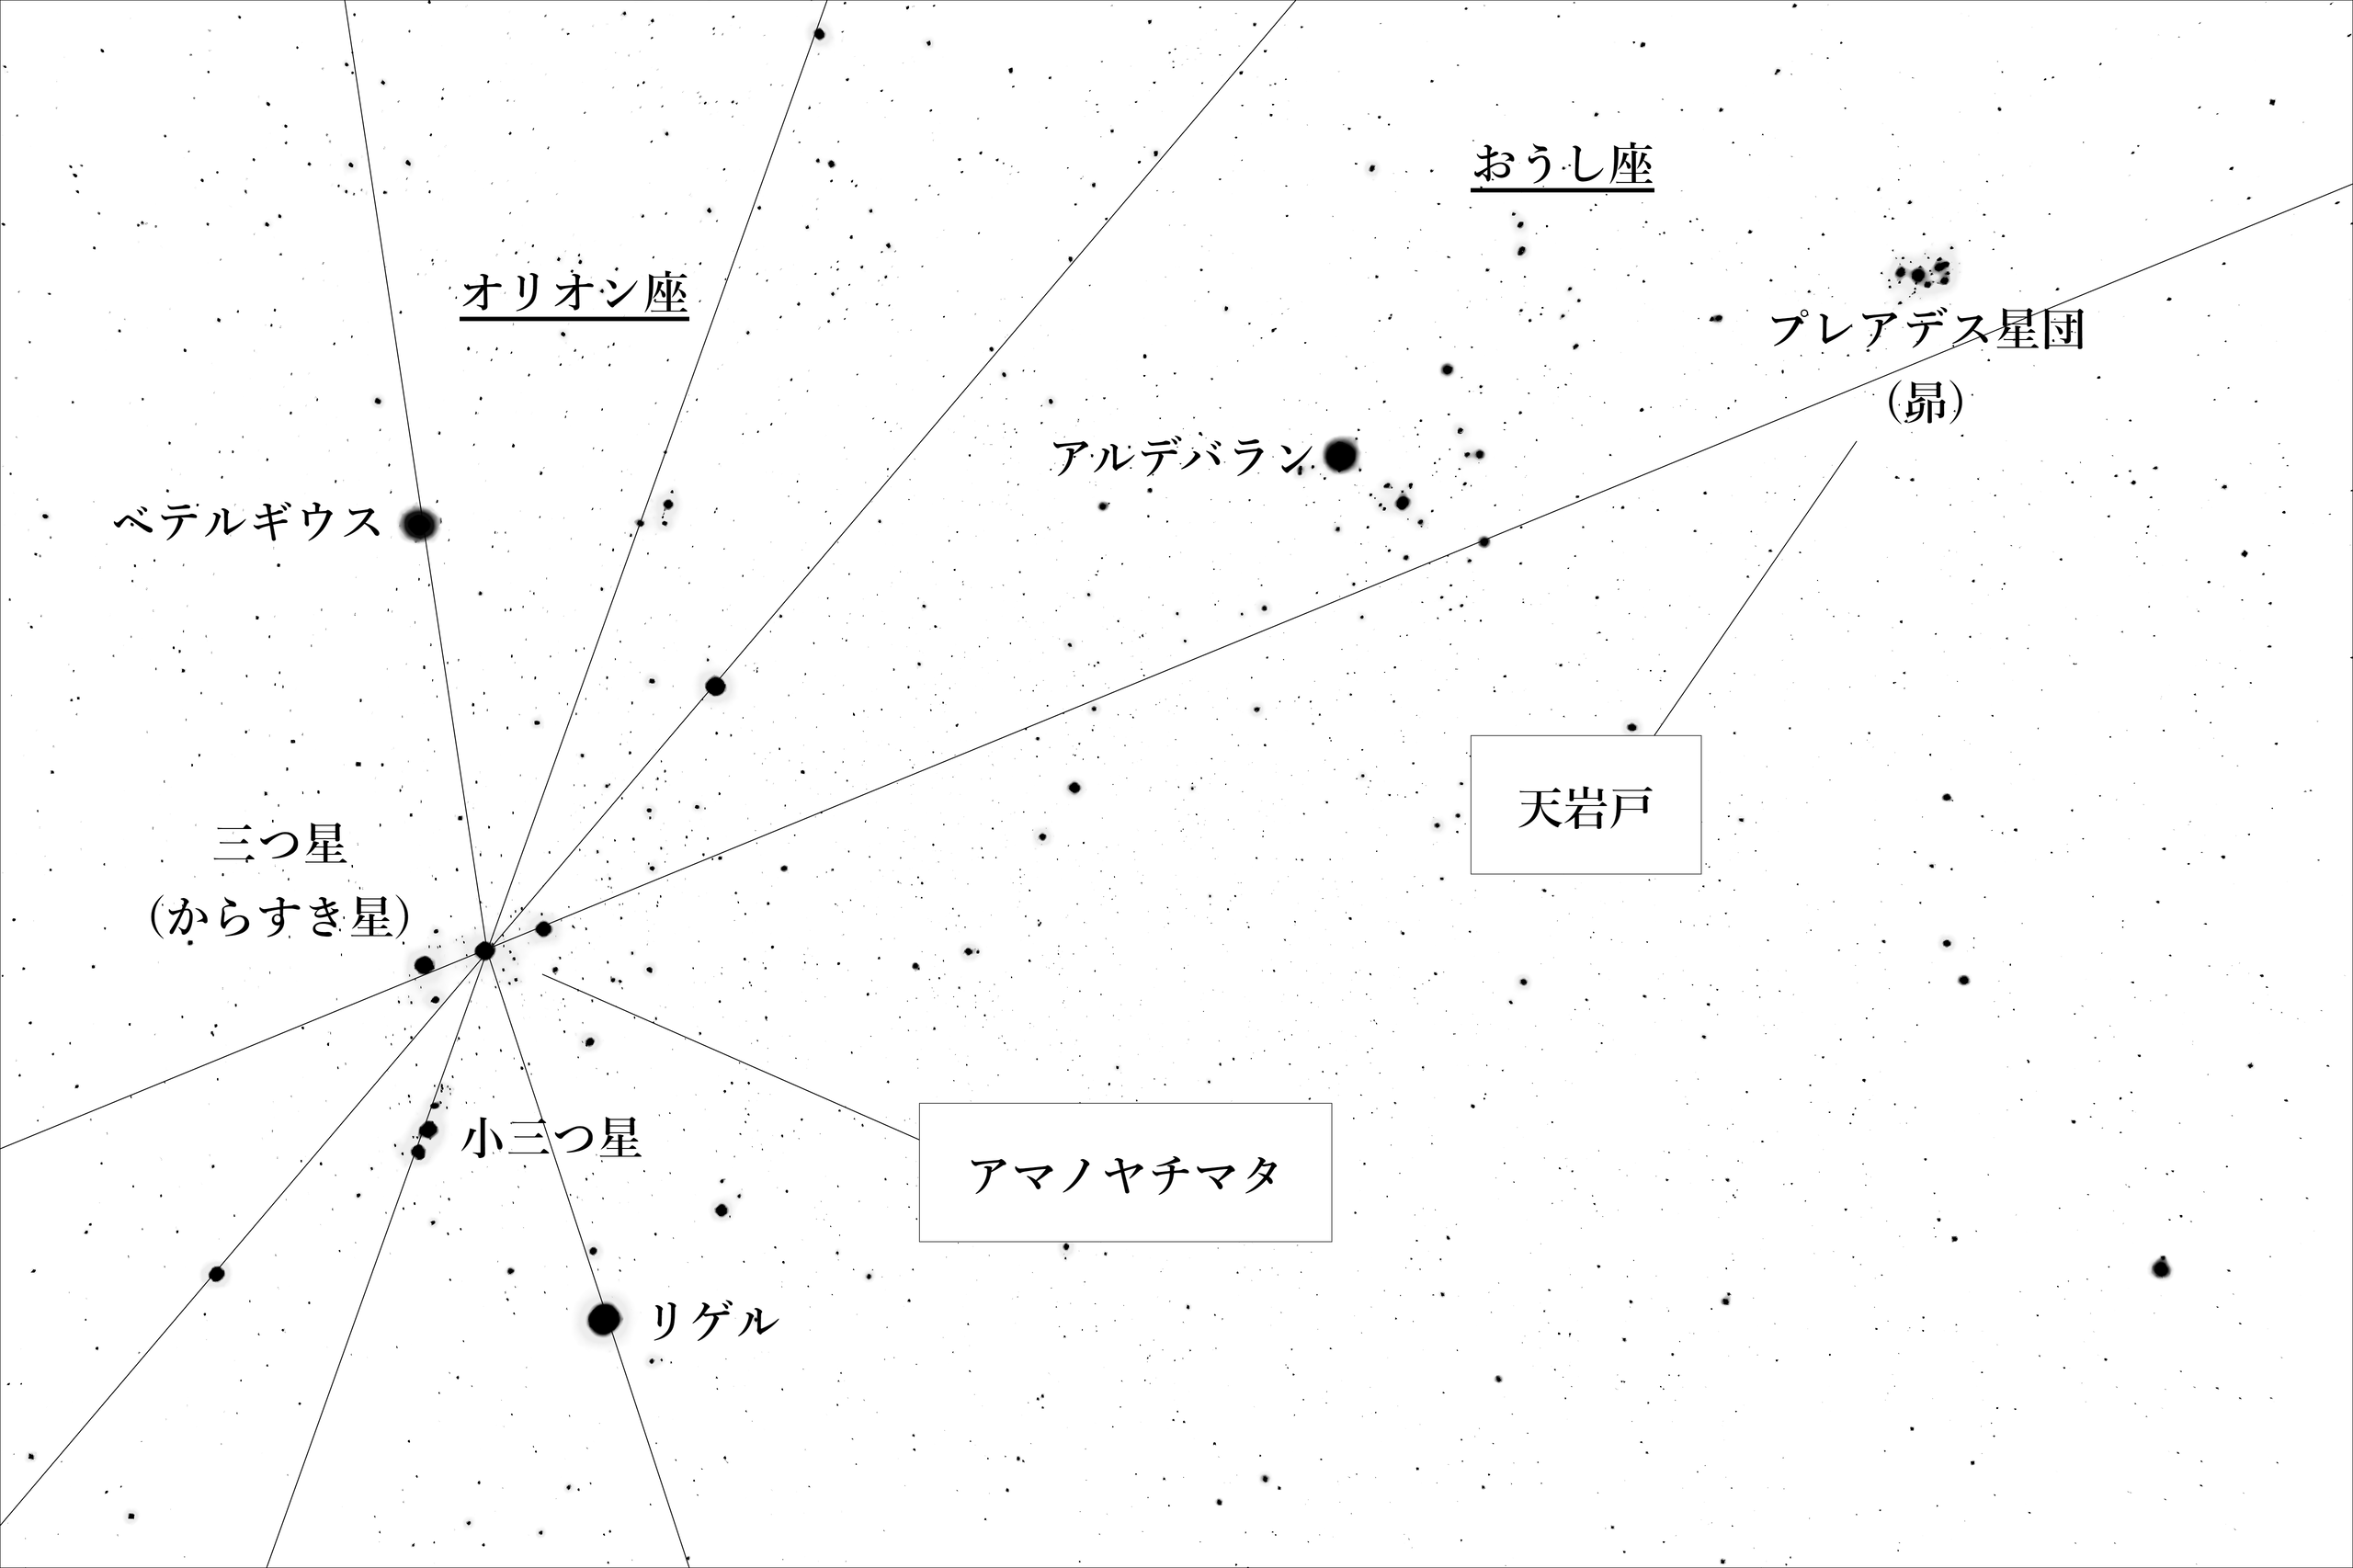 おうし座
オリオン座
プレアデス星団
(昴)
アルデバラン
ベテルギウス
天岩戸
三つ星
(からすき星)
小三つ星
アマノヤチマタ
リゲル